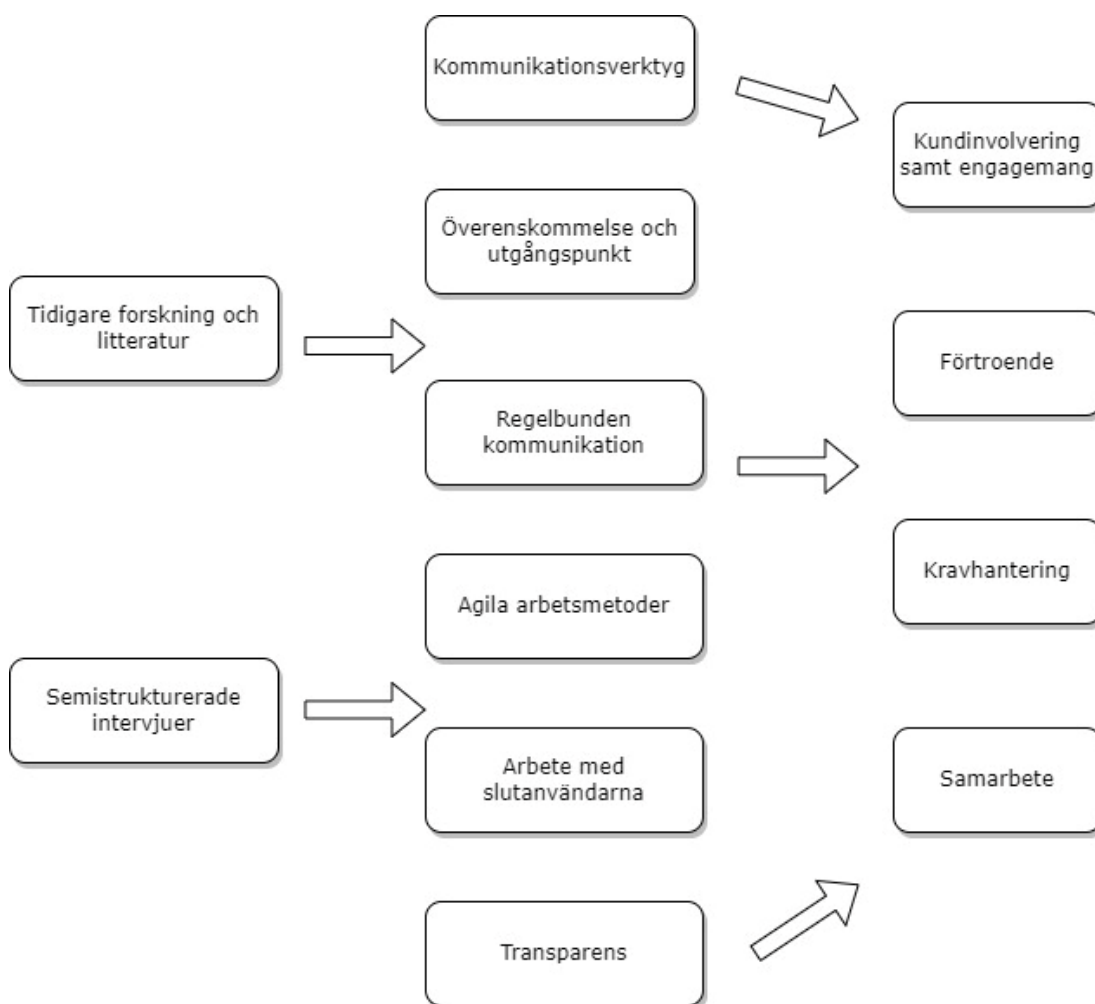 Kommunikationsverktyg
Kundinvolvering
samt engagemang
Överenskommelse och
utgångspunkt
Tidigare forskning och
litteratur
Förtroende
Regelbunden
kommunikation
Kravhantering
Agila arbetsmetoder
Semistrukturerade
intervjuer
Arbete med
slutanvändarna
Samarbete
Transparens